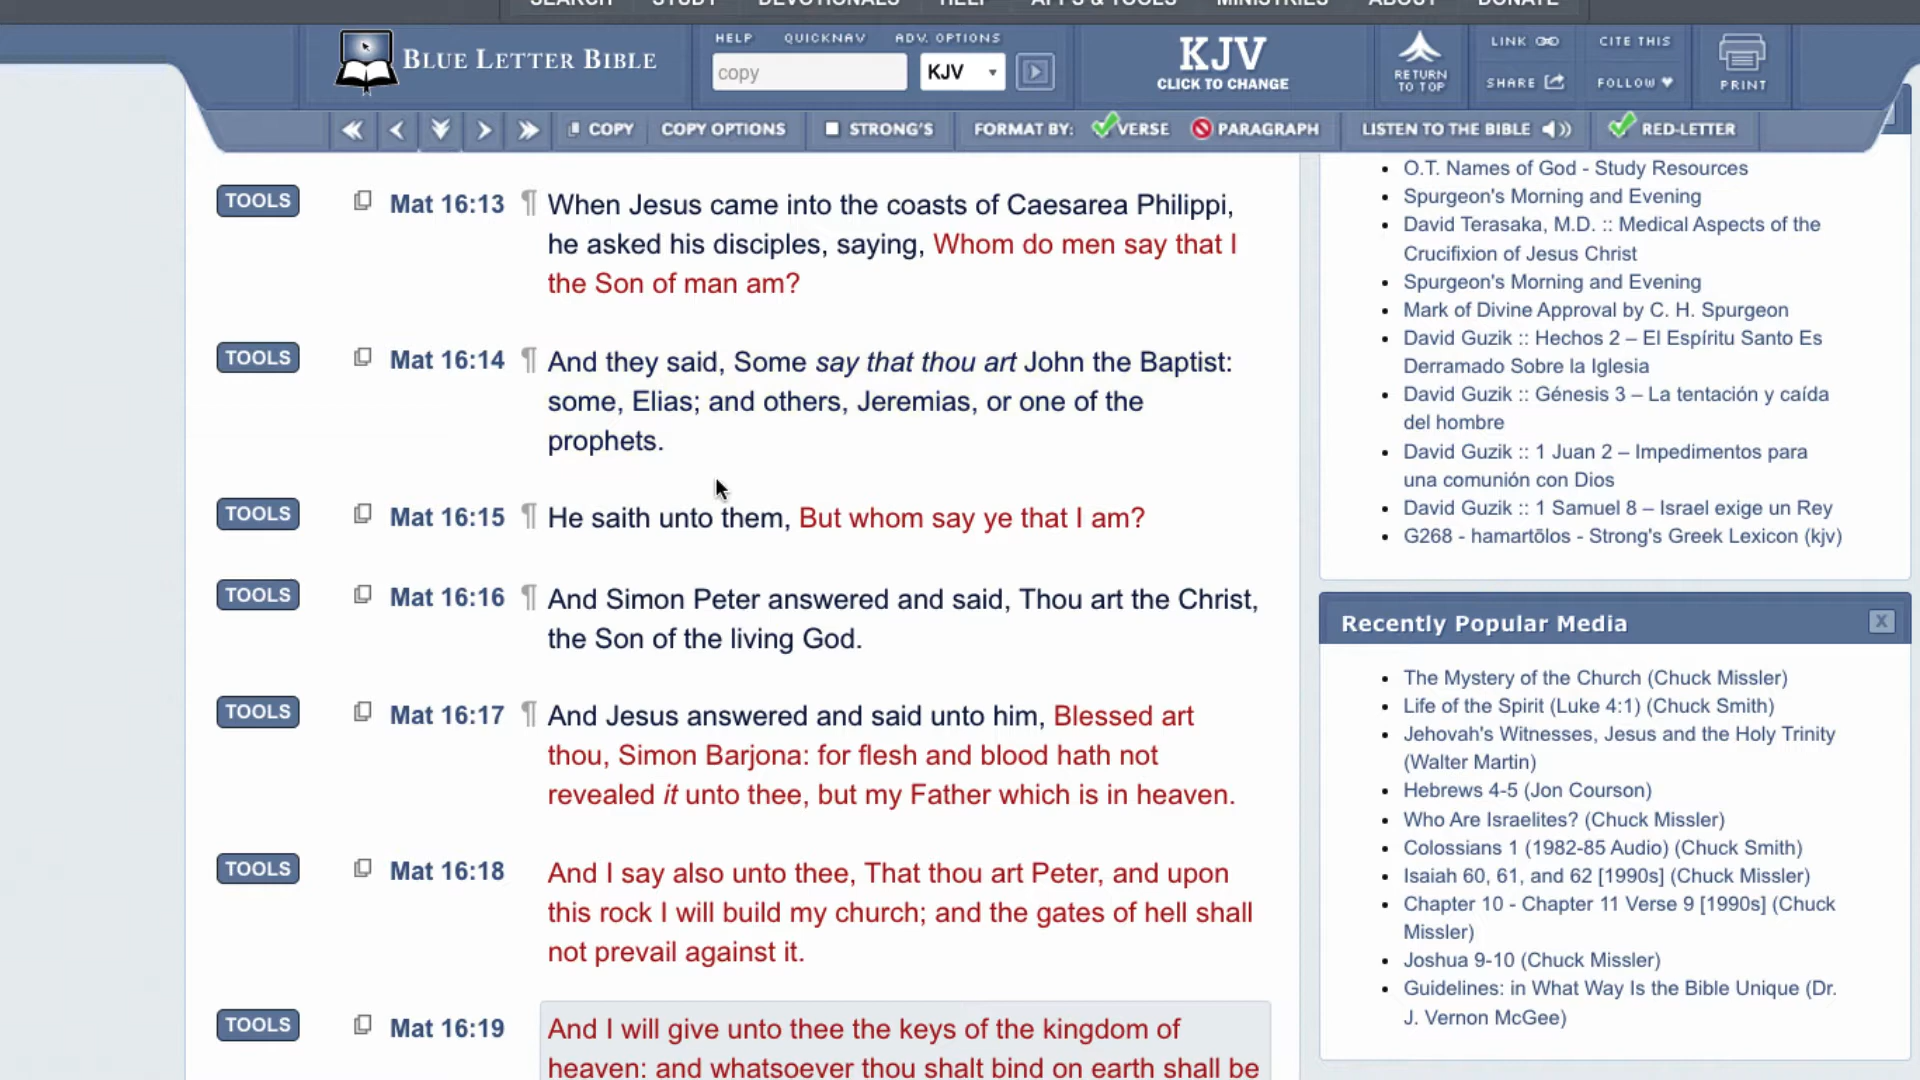 SEARCH STUDY DEVOTIONALS HELP APPS & TOOLS MINISTRIES ABOUT DONATE
BLUE LETTER BIBLE
HELP QUICKNAV ADV. OPTIONS
copy KJV
KJV
CLICK TO CHANGE
RETURN
TO TOP
LINK CITE THIS
SHARE FOLLOW
PRINT
COPY COPY OPTIONS STRONG'S FORMAT BY: VERSE PARAGRAPH LISTEN TO THE BIBLE RED-LETTER
TOOLS Mat 16:13 ¶ When Jesus came into the coasts of Caesarea Philippi,
he asked his disciples, saying, Whom do men say that I
the Son of man am?
TOOLS Mat 16:14 ¶ And they said, Some say that thou art John the Baptist:
some, Elias; and others, Jeremias, or one of the
prophets.
TOOLS Mat 16:15 ¶ He saith unto them, But whom say ye that I am?
TOOLS Mat 16:16 ¶ And Simon Peter answered and said, Thou art the Christ,
the Son of the living God.
TOOLS Mat 16:17 ¶ And Jesus answered and said unto him, Blessed art
thou, Simon Barjona: for flesh and blood hath not
revealed it unto thee, but my Father which is in heaven.
TOOLS Mat 16:18 And I say also unto thee, That thou art Peter, and upon
this rock I will build my church; and the gates of hell shall
not prevail against it.
TOOLS Mat 16:19 And I will give unto thee the keys of the kingdom of
heaven: and whatsoever thou shalt bind on earth shall be
• O.T. Names of God - Study Resources
• Spurgeon's Morning and Evening
• David Terasaka, M.D. :: Medical Aspects of the
Crucifixion of Jesus Christ
• Spurgeon's Morning and Evening
• Mark of Divine Approval by C. H. Spurgeon
• David Guzik :: Hechos 2 – El Espíritu Santo Es
Derramado Sobre la Iglesia
• David Guzik :: Génesis 3 – La tentación y caída
del hombre
• David Guzik :: 1 Juan 2 – Impedimentos para
una comunión con Dios
• David Guzik :: 1 Samuel 8 – Israel exige un Rey
• G268 - hamartōlos - Strong's Greek Lexicon (kjv)
Recently Popular Media X
• The Mystery of the Church (Chuck Missler)
• Life of the Spirit (Luke 4:1) (Chuck Smith)
• Jehovah's Witnesses, Jesus and the Holy Trinity
(Walter Martin)
• Hebrews 4-5 (Jon Courson)
• Who Are Israelites? (Chuck Missler)
• Colossians 1 (1982-85 Audio) (Chuck Smith)
• Isaiah 60, 61, and 62 [1990s] (Chuck Missler)
• Chapter 10 - Chapter 11 Verse 9 [1990s] (Chuck
Missler)
• Joshua 9-10 (Chuck Missler)
• Guidelines: in What Way Is the Bible Unique (Dr.
J. Vernon McGee)